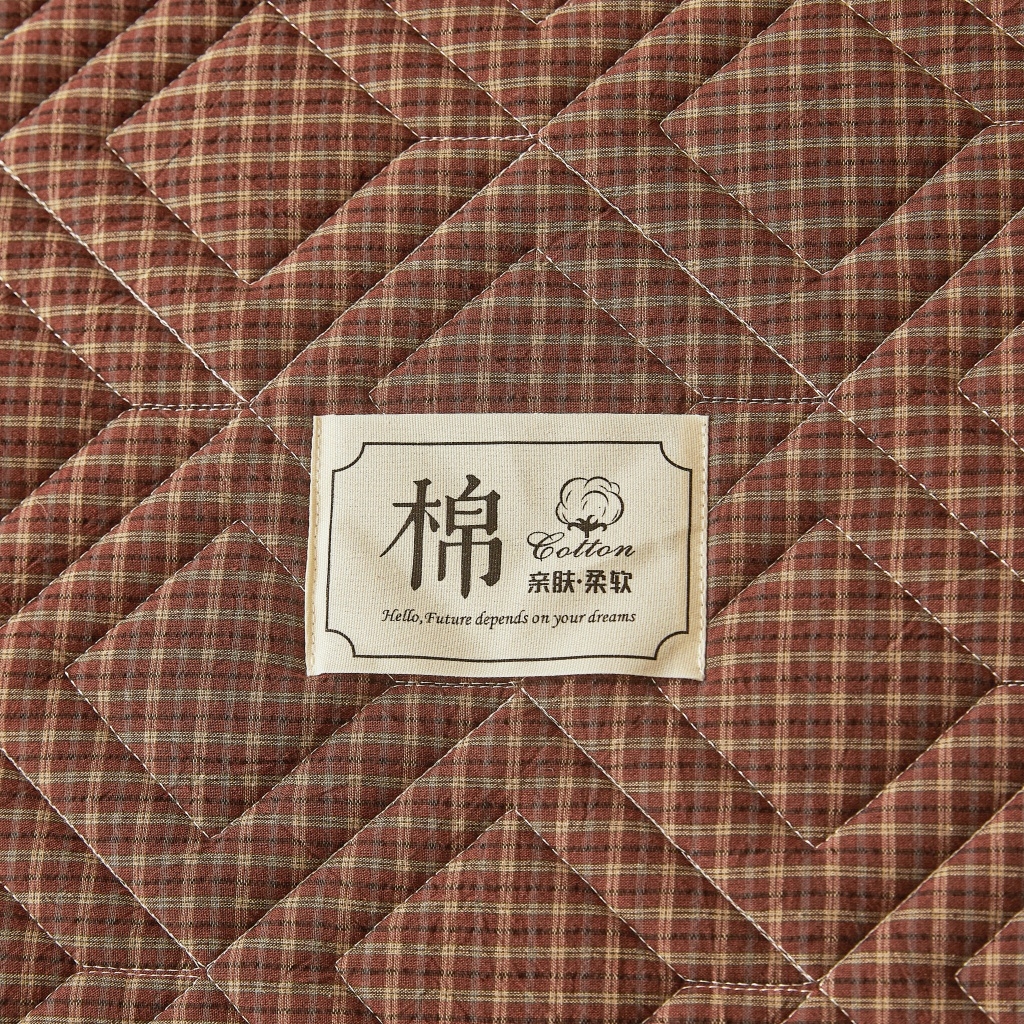 棉
Cotton
亲肤·柔软
Hello,Future depends on your dreams